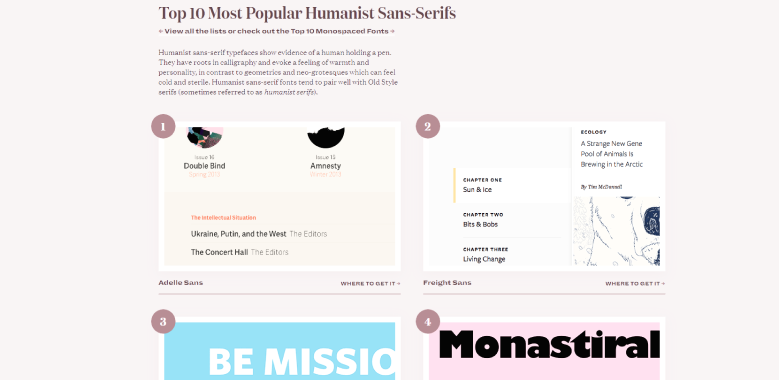 Top 10 Most Popular Humanist Sans-Serifs
← View all the lists or check out the Top 10 Monospaced Fonts →
Humanist sans-serif typefaces show evidence of a human holding a pen.
They have roots in calligraphy and evoke a feeling of warmth and
personality, in contrast to geometrics and neo-grotesques which can feel
cold and sterile. Humanist sans-serif fonts tend to pair well with Old Style
serifs (sometimes referred to as humanist serifs).
1
Issue 16
Double Bind
Spring 2013
Issue 15
Amnesty
Winter 2013
The Intellectual Situation
Ukraine, Putin, and the West The Editors
The Concert Hall The Editors
Adelle Sans
WHERE TO GET IT →
2
CHAPTER ONE
Sun & Ice
CHAPTER TWO
Bits & Bobs
CHAPTER THREE
Living Change
ECOLOGY
A Strange New Gene
Pool of Animals Is
Brewing in the Arctic
By Tim McDonnell
Freight Sans
WHERE TO GET IT →
3
BE MISSIO
4
Monastiral